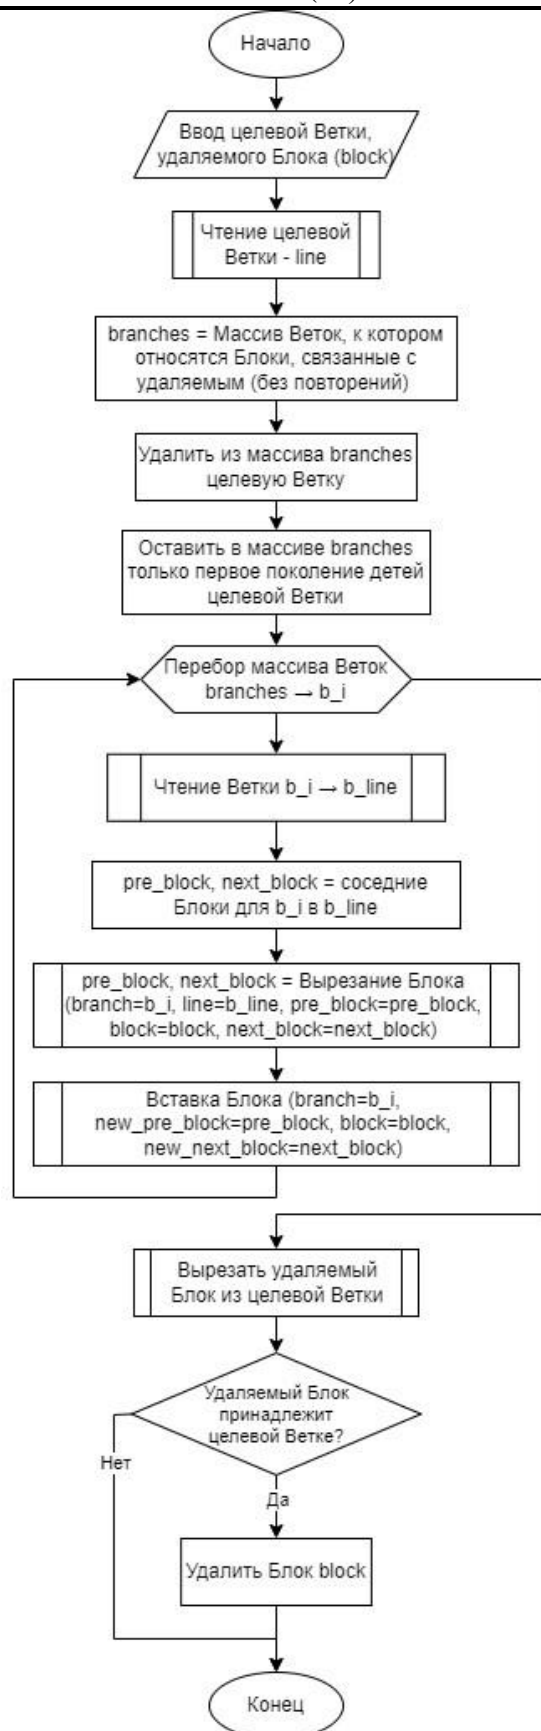 Начало
Ввод целевой Ветки,
удаляемого Блока (block)
Чтение целевой
Ветки - line
branches = Массив Веток, к котором
относятся Блоки, связанные с
удаляемым (без повторений)
Удалить из массива branches
целевую Ветку
Оставить в массиве branches
только первое поколение детей
целевой Ветки
Перебор массива Веток
branches → b_i
Чтение Ветки b_i → b_line
pre_block, next_block = соседние
Блоки для b_i в b_line
pre_block, next_block = Вырезание Блока
(branch=b_i, line=b_line, pre_block=pre_block,
block=block, next_block=next_block)
Вставка Блока (branch=b_i,
new_pre_block=pre_block, block=block,
new_next_block=next_block)
Вырезать удаляемый
Блок из целевой Ветки
Удаляемый Блок
принадлежит
целевой Ветке?
Нет
Да
Удалить Блок block
Конец